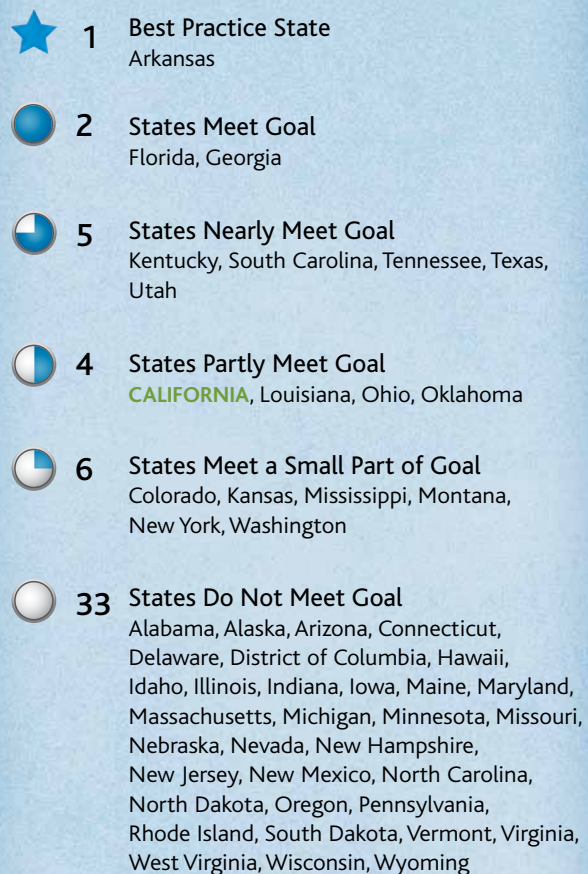 1 Best Practice State
Arkansas
2 States Meet Goal
Florida, Georgia
5 States Nearly Meet Goal
Kentucky, South Carolina, Tennessee, Texas,
Utah
4 States Partly Meet Goal
CALIFORNIA, Louisiana, Ohio, Oklahoma
6 States Meet a Small Part of Goal
Colorado, Kansas, Mississippi, Montana,
New York, Washington
33 States Do Not Meet Goal
Alabama, Alaska, Arizona, Connecticut,
Delaware, District of Columbia, Hawaii,
Idaho, Illinois, Indiana, Iowa, Maine, Maryland,
Massachusetts, Michigan, Minnesota, Missouri,
Nebraska, Nevada, New Hampshire,
New Jersey, New Mexico, North Carolina,
North Dakota, Oregon, Pennsylvania,
Rhode Island, South Dakota, Vermont, Virginia,
West Virginia, Wisconsin, Wyoming